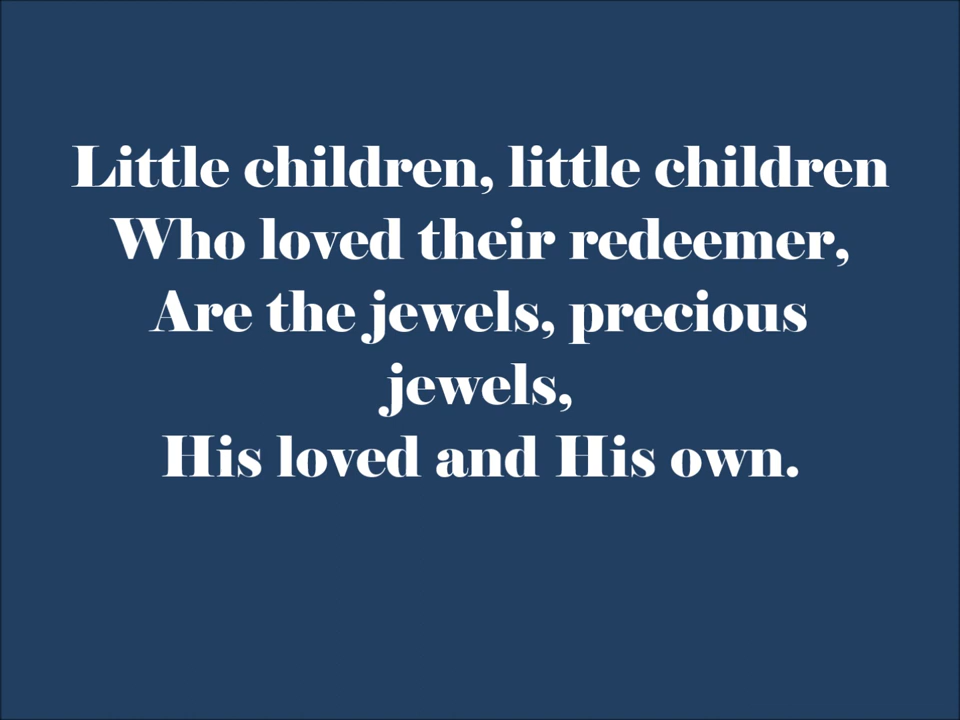 Little children, little children
Who loved their redeemer,
Are the jewels, precious
jewels,
His loved and His own.